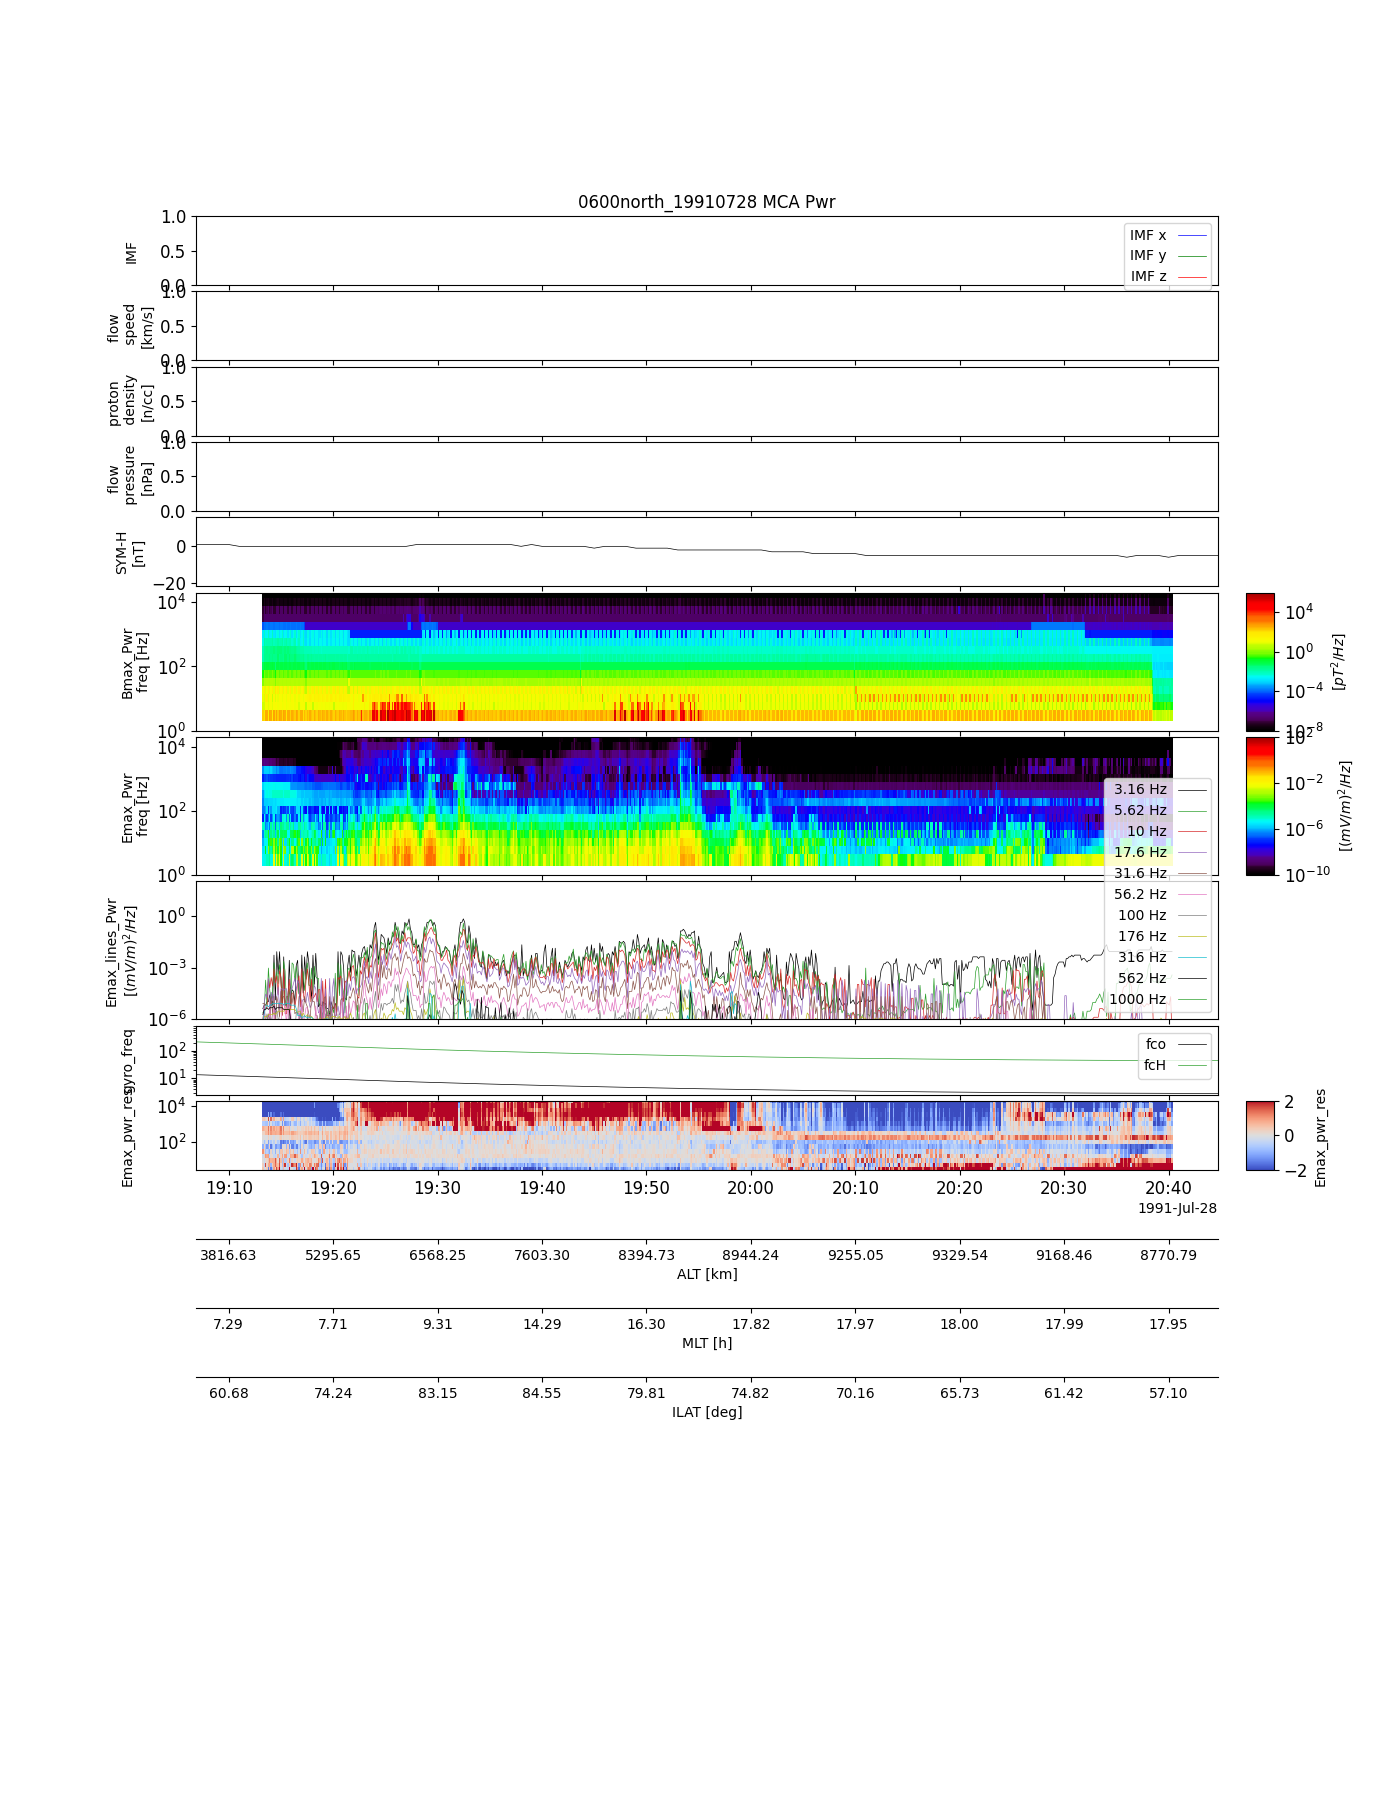 0600north_19910728 MCA Pwr
IMF
1.0
0.5
0.0
IMF x
IMF y
IMF z
flow
speed
[km/s]
1.0
0.5
0.0
proton
density
[n/cc]
1.0
0.5
0.0
flow
pressure
[nPa]
1.0
0.5
0.0
SYM-H
[nT]
0
−20
Bmax_Pwr
freq [Hz]
10^4
10^2
10^0
10^4
10^0
10^−4
10^−8
[pT^2/Hz]
Emax_Pwr
freq [Hz]
10^4
10^2
10^0
10^2
10^−2
10^−6
10^−10
[(mV/m)^2/Hz]
3.16 Hz
5.62 Hz
10 Hz
17.6 Hz
31.6 Hz
56.2 Hz
100 Hz
176 Hz
316 Hz
562 Hz
1000 Hz
Emax_lines_Pwr
[(mV/m)^2/Hz]
10^0
10^−3
10^−6
gyro_freq
10^2
10^1
fco
fcH
Emax_pwr_res
10^4
10^2
2
0
−2
Emax_pwr_res
19:10 19:20 19:30 19:40 19:50 20:00 20:10 20:20 20:30 20:40
1991-Jul-28
3816.63 5295.65 6568.25 7603.30 8394.73 8944.24 9255.05 9329.54 9168.46 8770.79
ALT [km]
7.29 7.71 9.31 14.29 16.30 17.82 17.97 18.00 17.99 17.95
MLT [h]
60.68 74.24 83.15 84.55 79.81 74.82 70.16 65.73 61.42 57.10
ILAT [deg]